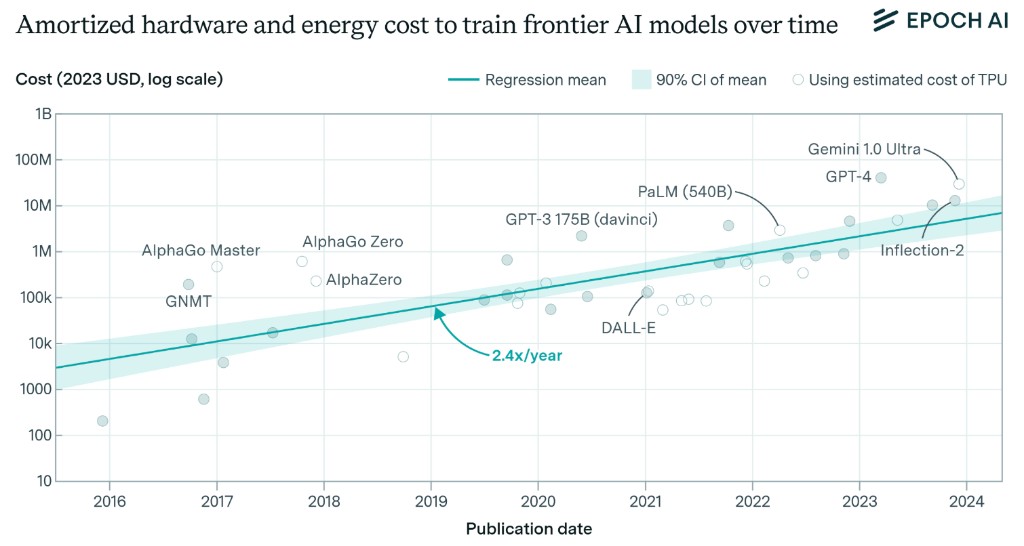 Amortized hardware and energy cost to train frontier AI models over time
EPOCH AI
Cost (2023 USD, log scale)
Regression mean
90% CI of mean
Using estimated cost of TPU
1B
100M
10M
1M
100k
10k
1000
100
10
Gemini 1.0 Ultra
GPT-4
PaLM (540B)
GPT-3 175B (davinci)
AlphaGo Master
AlphaGo Zero
AlphaZero
GNMT
Inflection-2
DALL-E
2.4x/year
2016
2017
2018
2019
2020
2021
2022
2023
2024
Publication date